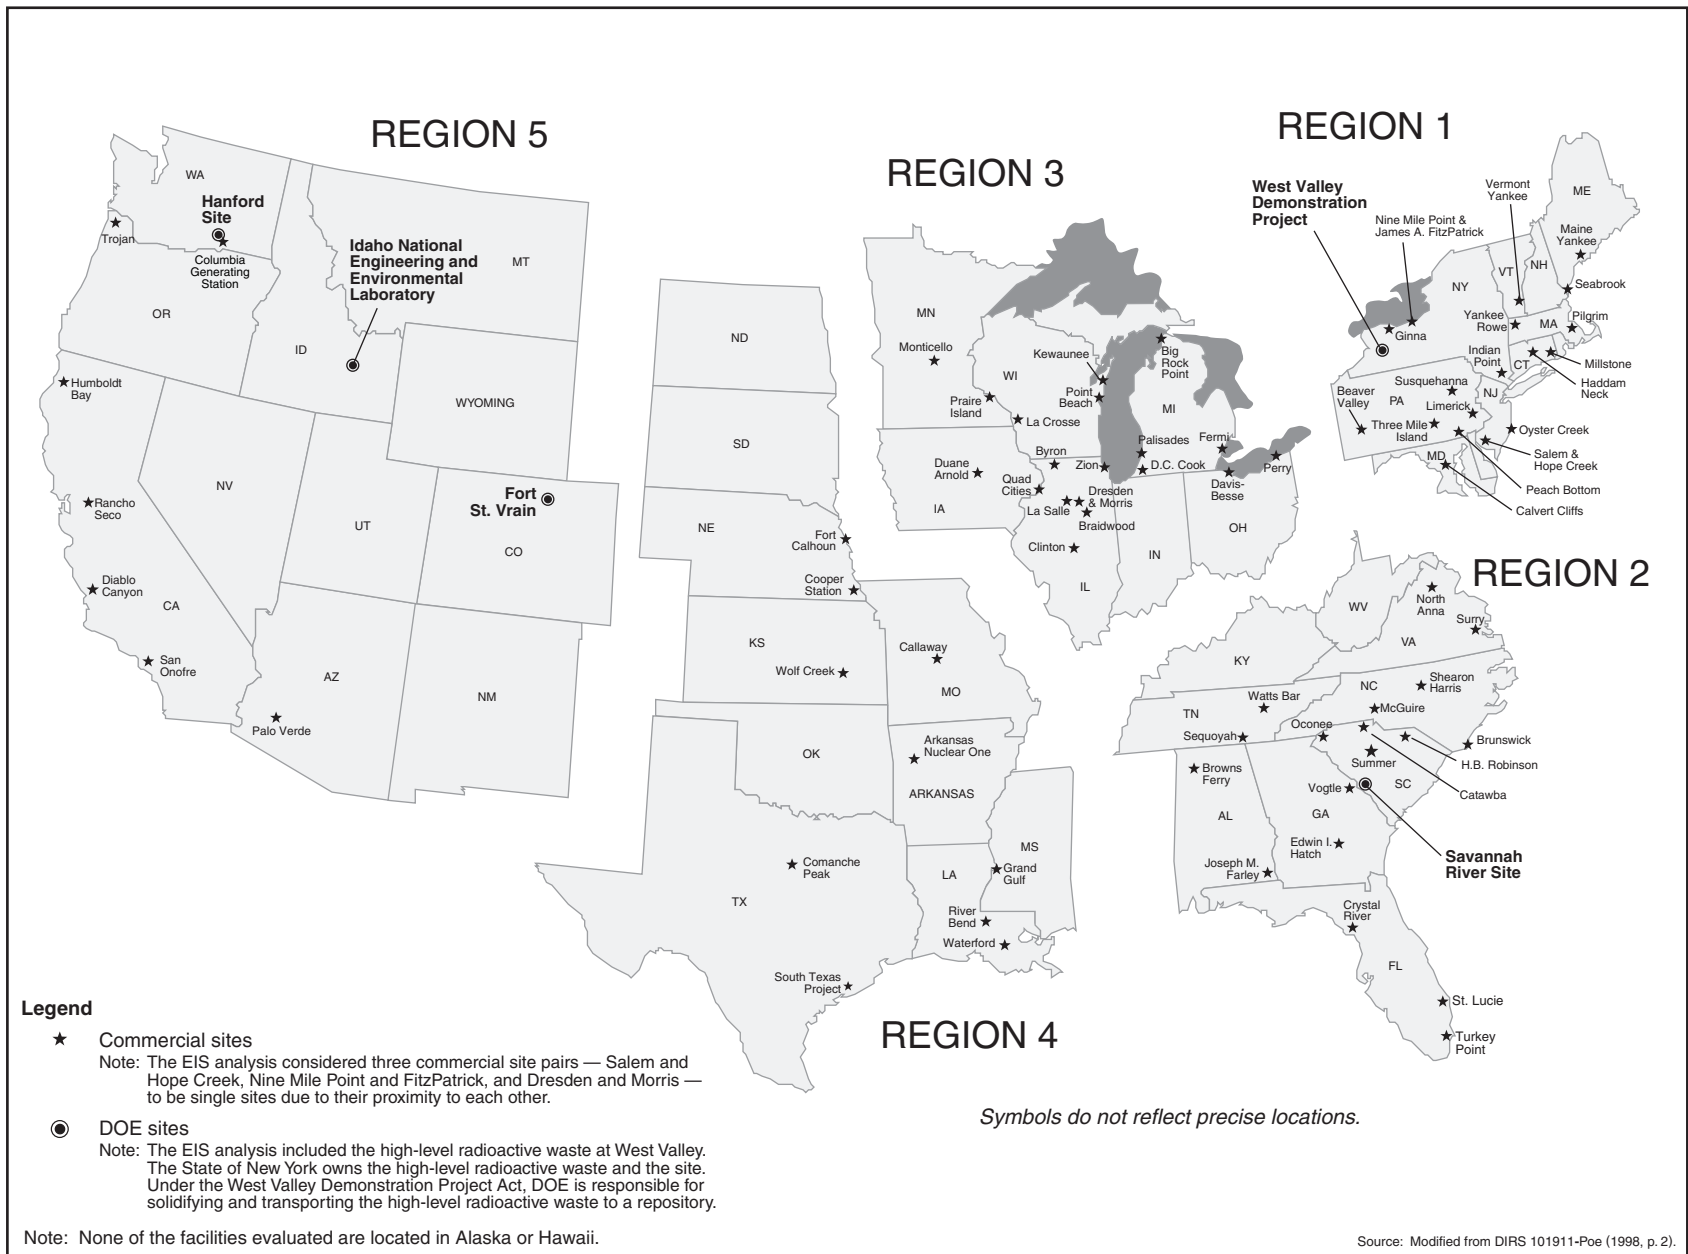 REGION 5
WA
Hanford
Site
Trojan
Columbia
Generating
Station
Idaho National
Engineering and
Environmental
Laboratory
MT
OR
ID
Humboldt
Bay
WYOMING
NV
Rancho
Seco
Fort
St. Vrain
UT
CO
Diablo
Canyon
CA
San
Onofre
AZ
NM
Palo Verde
REGION 3
MN
Monticello
Kewaunee
Big
Rock
Point
WI
Point
Beach
Prarie
Island
MI
La Crosse
Palisades
Fermi
Byron
Zion
D.C. Cook
Perry
Duane
Arnold
Quad
Cities
Davis-
Besse
Dresden
& Morris
La Salle
IA
Braidwood
OH
Clinton
IN
IL
REGION 1
West Valley
Demonstration
Project
Vermont
Yankee
ME
Nine Mile Point &
James A. FitzPatrick
Maine
Yankee
VT
NH
NY
Seabrook
Yankee
Rowe
MA
Pilgrim
Ginna
Indian
Point
CT
Millstone
Susquehanna
Haddam
Neck
Beaver
Valley
PA
NJ
Limerick
Three Mile
Island
Oyster Creek
MD
Salem &
Hope Creek
Peach Bottom
Calvert Cliffs
REGION 2
WV
North
Anna
Surry
VA
KY
Shearon
Harris
NC
Watts Bar
TN
McGuire
Oconee
Sequoyah
Brunswick
Summer
H.B. Robinson
Browns
Ferry
SC
Vogtle
Catawba
AL
GA
Edwin I.
Hatch
Savannah
River Site
Joseph M.
Farley
Crystal
River
FL
St. Lucie
Turkey
Point
ND
SD
NE
Fort
Calhoun
Cooper
Station
KS
Wolf Creek
Callaway
MO
OK
Arkansas
Nuclear One
ARKANSAS
MS
Comanche
Peak
LA
Grand
Gulf
TX
River
Bend
Waterford
South Texas
Project
REGION 4
Legend
Commercial sites
Note: The EIS analysis considered three commercial site pairs — Salem and
Hope Creek, Nine Mile Point and FitzPatrick, and Dresden and Morris —
to be single sites due to their proximity to each other.
DOE sites
Note: The EIS analysis included the high-level radioactive waste at West Valley.
The State of New York owns the high-level radioactive waste and the site.
Under the West Valley Demonstration Project Act, DOE is responsible for
solidifying and transporting the high-level radioactive waste to a repository.
Symbols do not reflect precise locations.
Note: None of the facilities evaluated are located in Alaska or Hawaii.
Source: Modified from DIRS 101911-Poe (1998, p. 2).